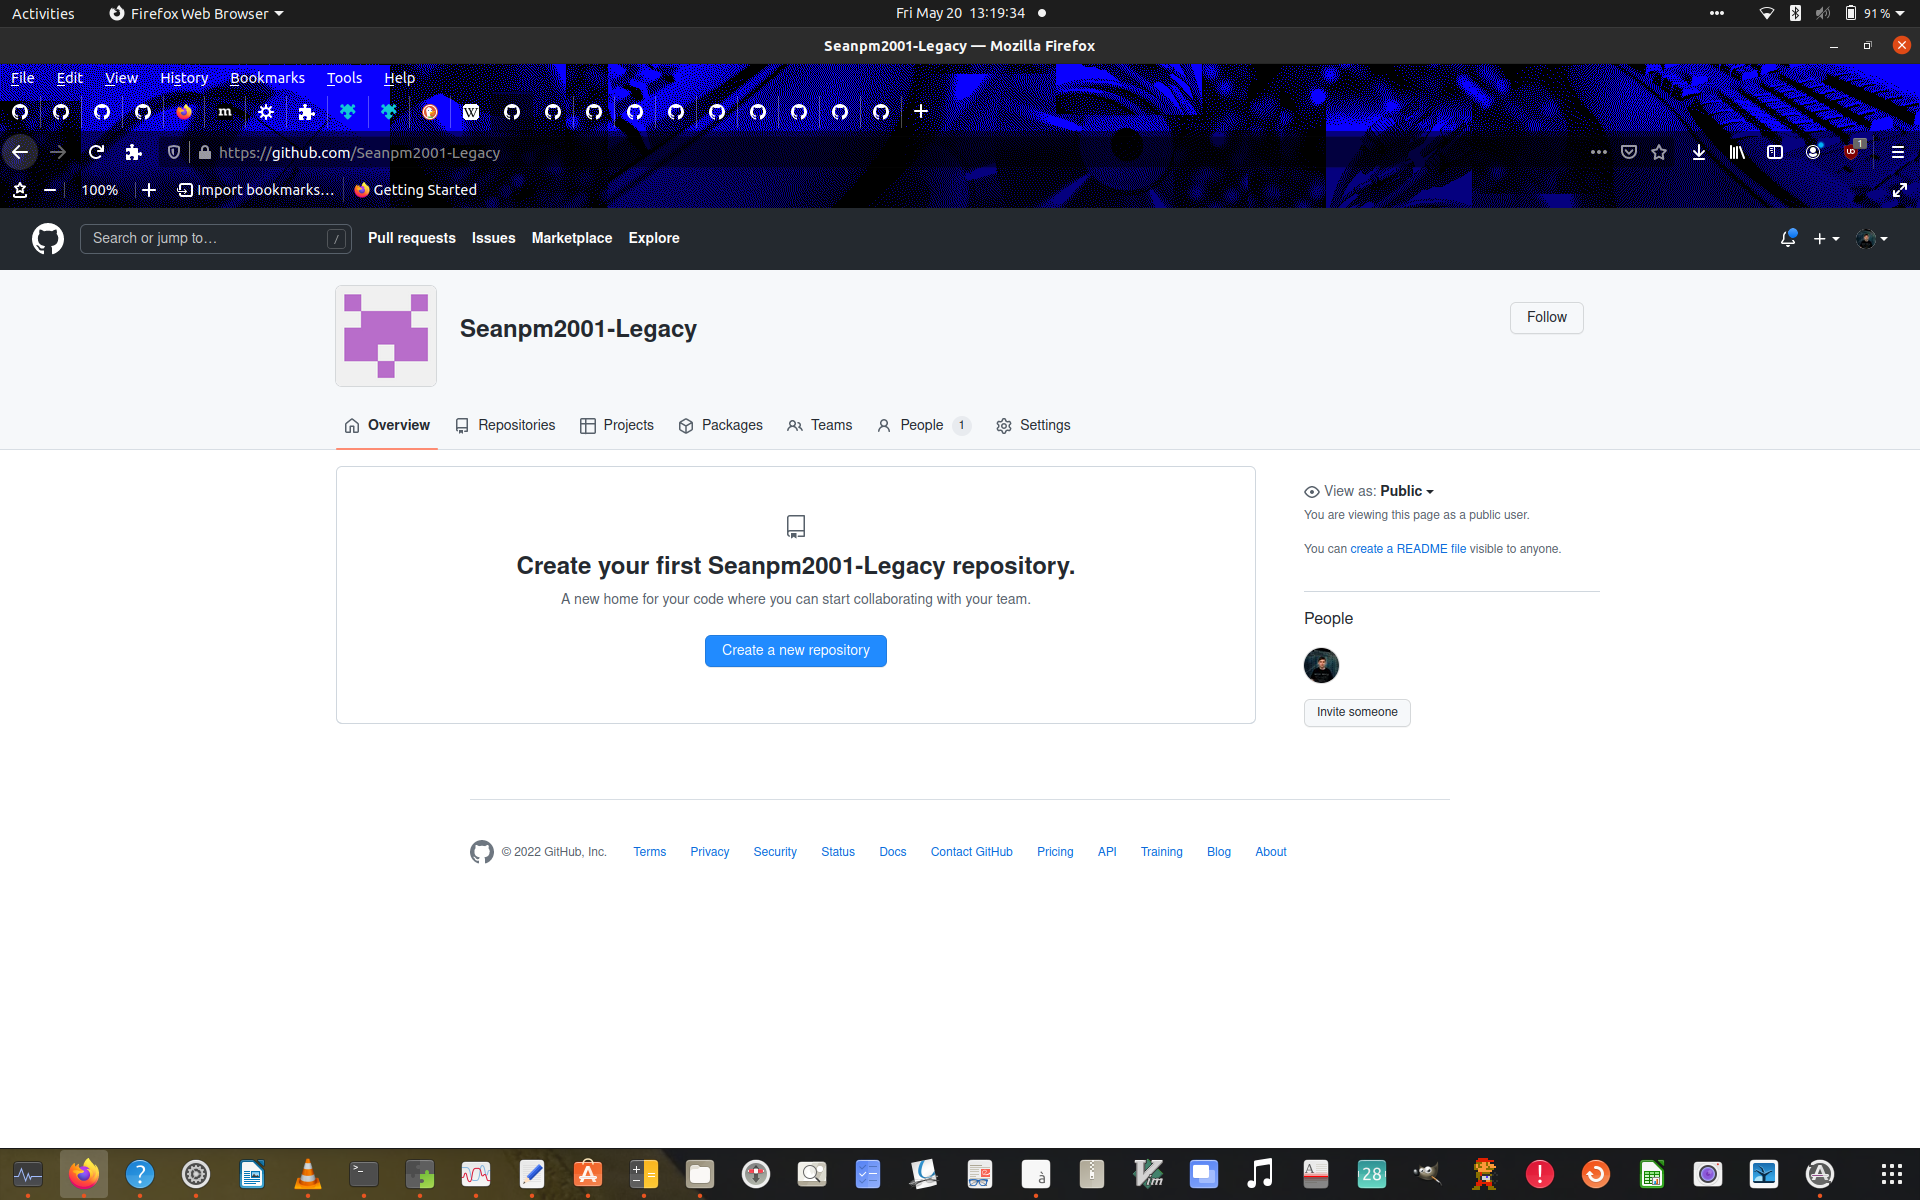 Activities Firefox Web Browser Fri May 20 13:19:34 91%
Seanpm2001-Legacy — Mozilla Firefox
File Edit View History Bookmarks Tools Help
m W
https://github.com/Seanpm2001-Legacy 1
100% Import bookmarks… Getting Started
Search or jump to… / Pull requests Issues Marketplace Explore
Seanpm2001-Legacy
Follow
Overview Repositories Projects Packages Teams People 1 Settings
View as: Public
You are viewing this page as a public user.
You can create a README file visible to anyone.
Create your first Seanpm2001-Legacy repository.
A new home for your code where you can start collaborating with your team.
Create a new repository
People
Invite someone
© 2022 GitHub, Inc. Terms Privacy Security Status Docs Contact GitHub Pricing API Training Blog About
? >_ à Vim A 28 !